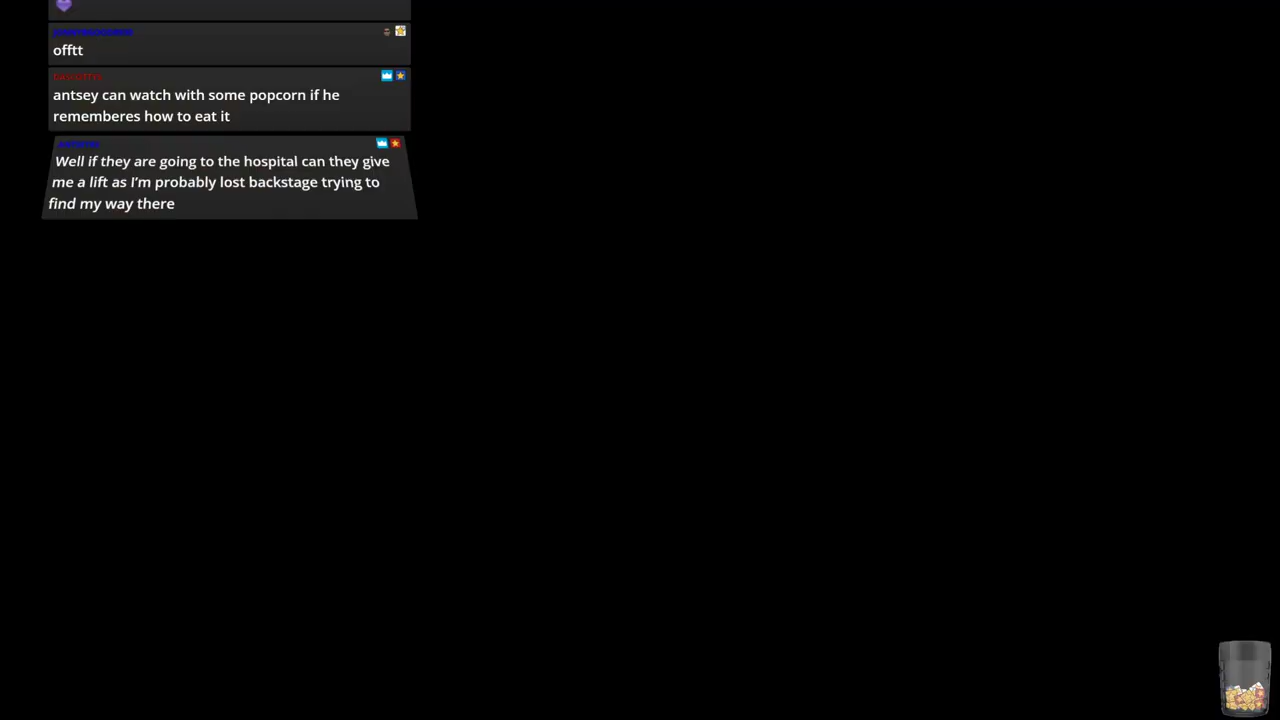 offtt
antsey can watch with some popcorn if he
rememberes how to eat it
Well if they are going to the hospital can they give
me a lift as I'm probably lost backstage trying to
find my way there